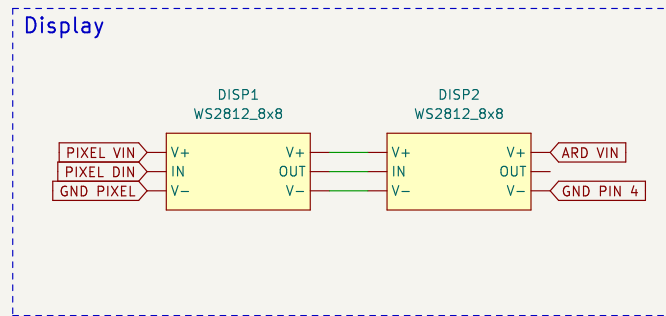 Display
DISP1
WS2812_8x8
DISP2
WS2812_8x8
PIXEL VIN V+ V+ V+ V+ ARD VIN
PIXEL DIN IN OUT IN OUT
GND PIXEL V- V- V- V- GND PIN 4